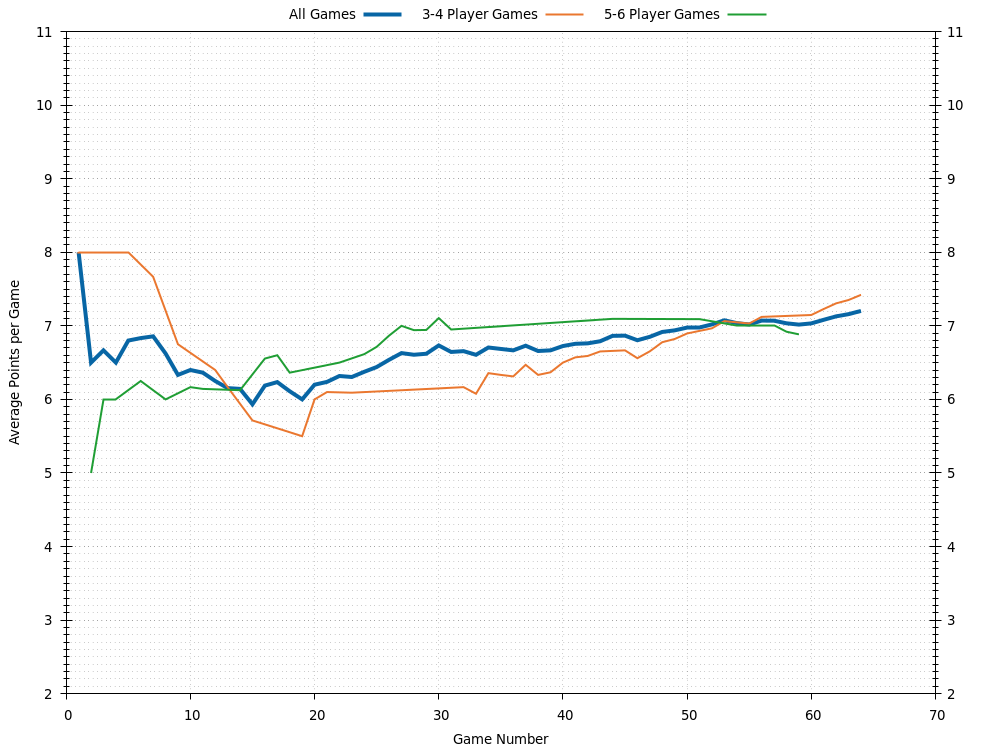 All Games 3-4 Player Games 5-6 Player Games
11 11
10 10
9 9
8 8
7 7
6 6
5 5
4 4
3 3
2 2
Average Points per Game
0 10 20 30 40 50 60 70
Game Number